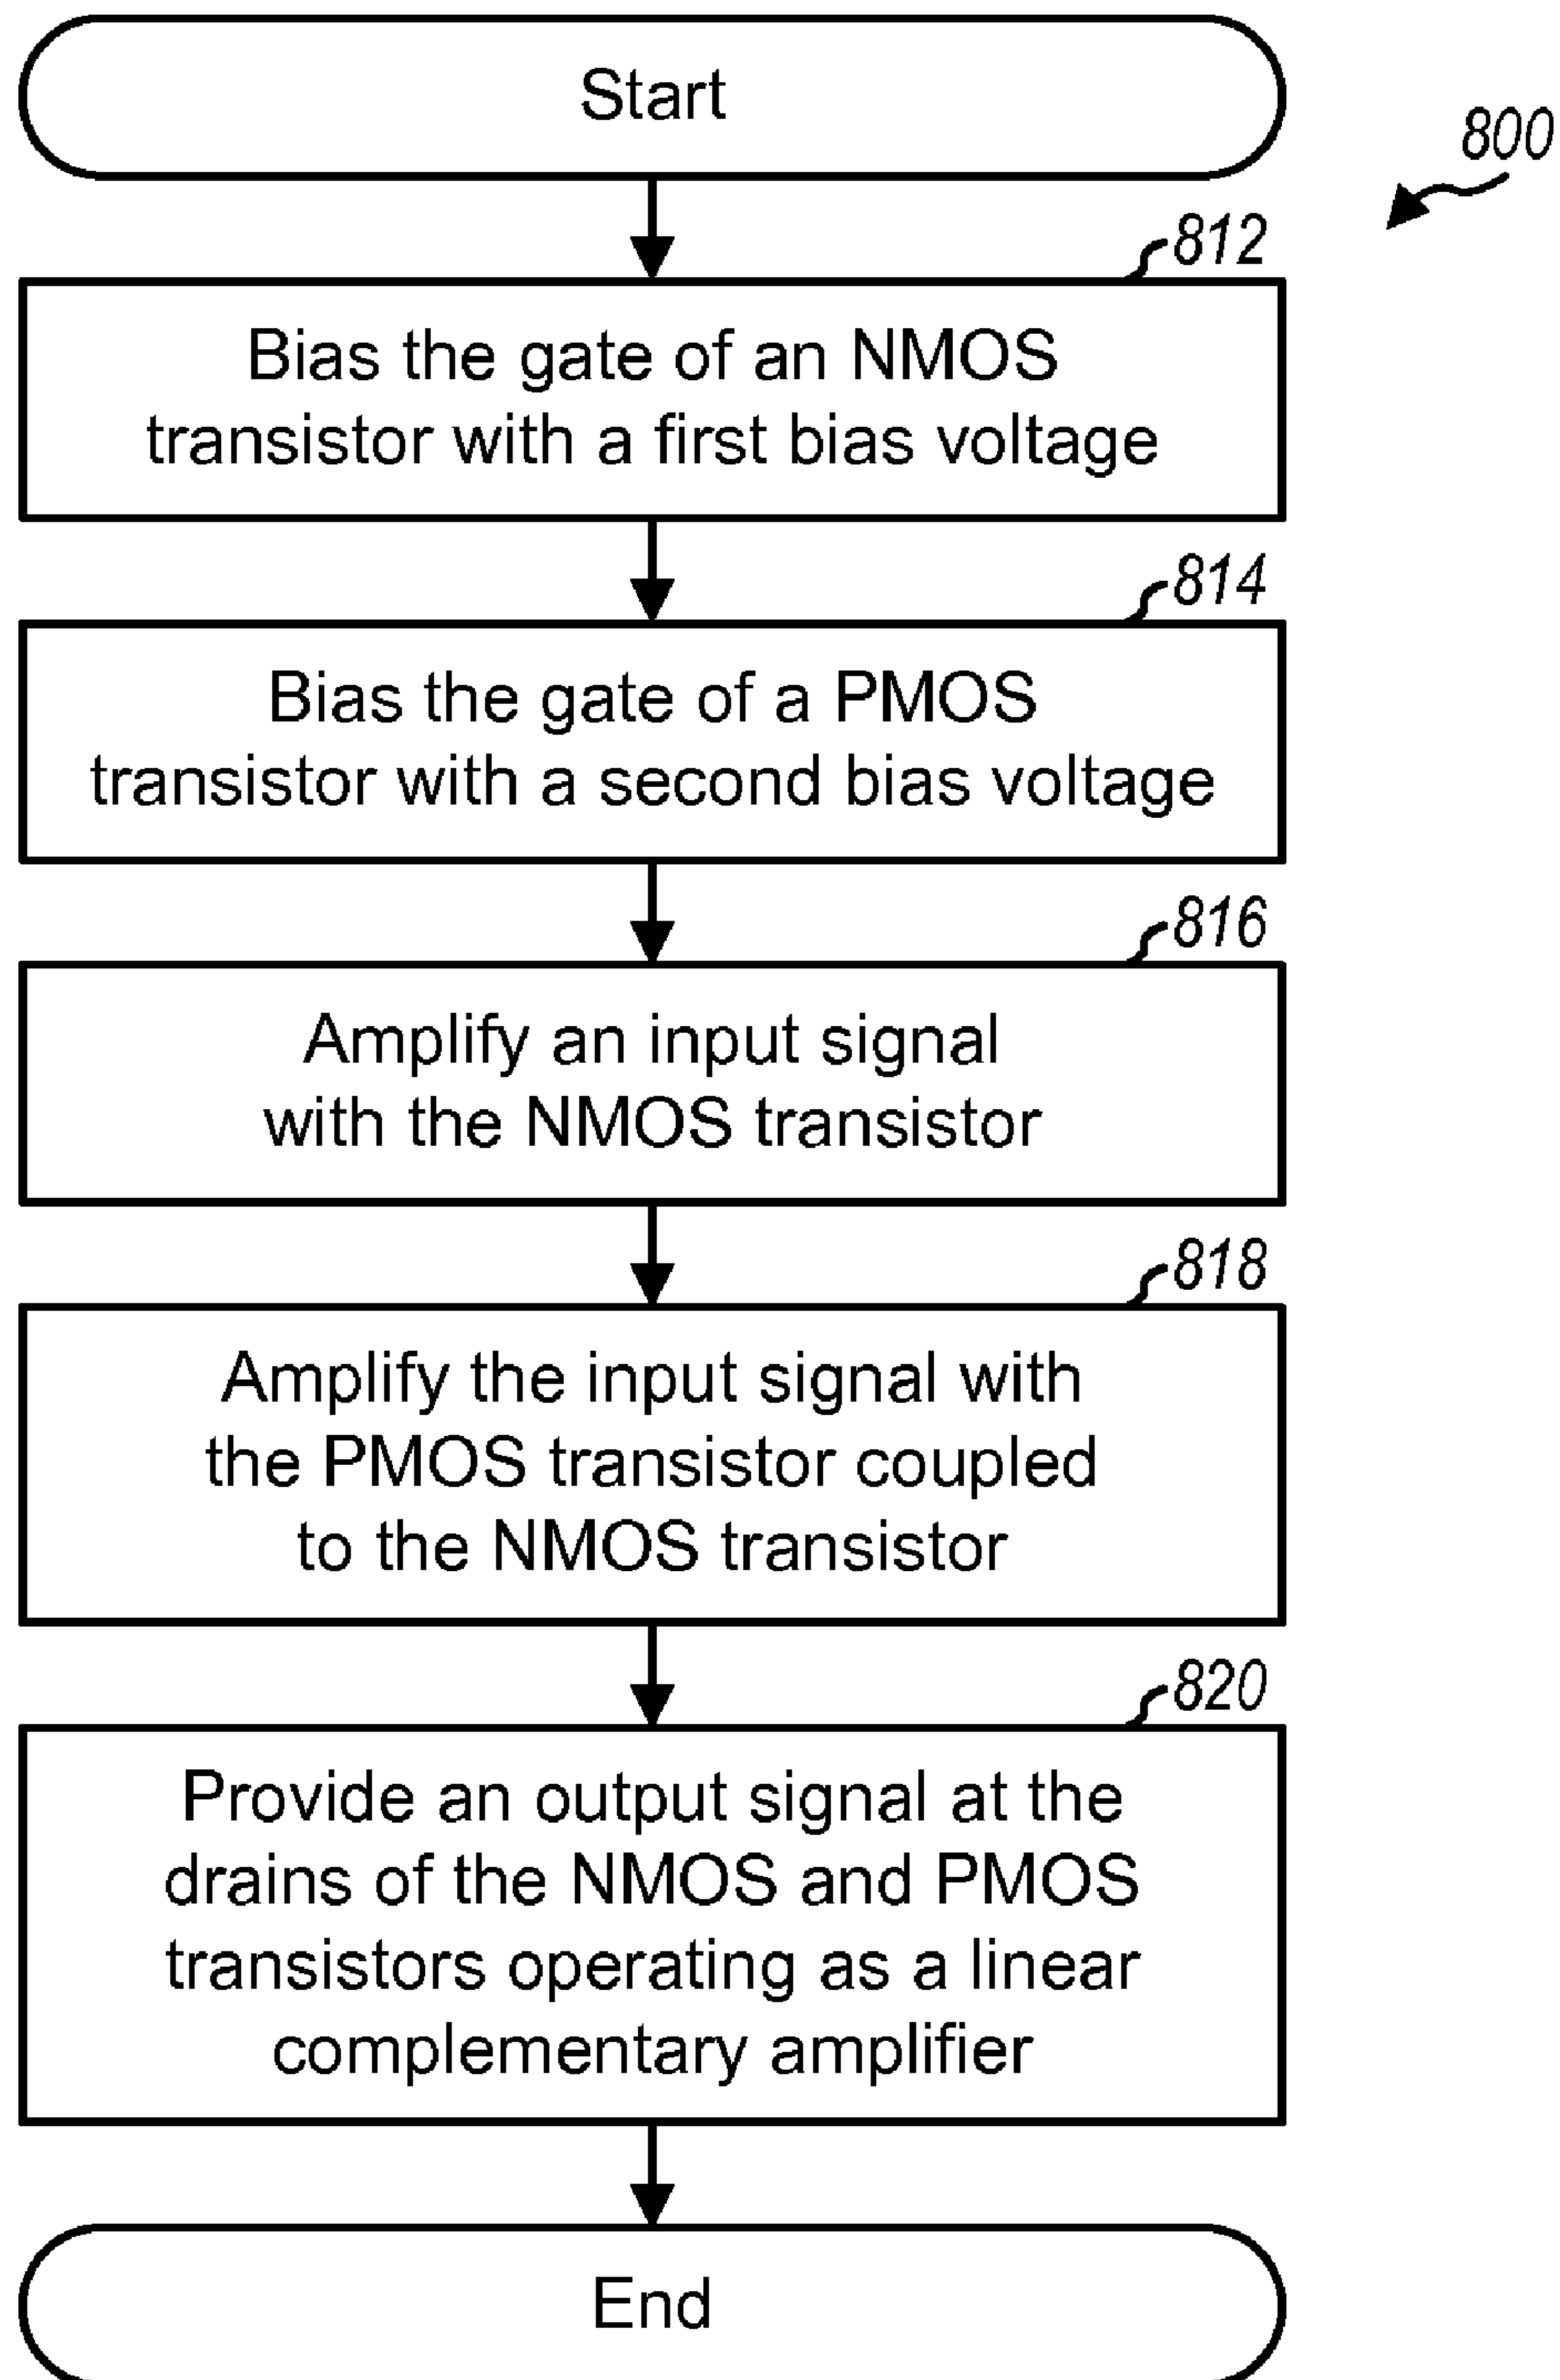 Start
800
812
Bias the gate of an NMOS
transistor with a first bias voltage
814
Bias the gate of a PMOS
transistor with a second bias voltage
816
Amplify an input signal
with the NMOS transistor
818
Amplify the input signal with
the PMOS transistor coupled
to the NMOS transistor
820
Provide an output signal at the
drains of the NMOS and PMOS
transistors operating as a linear
complementary amplifier
End